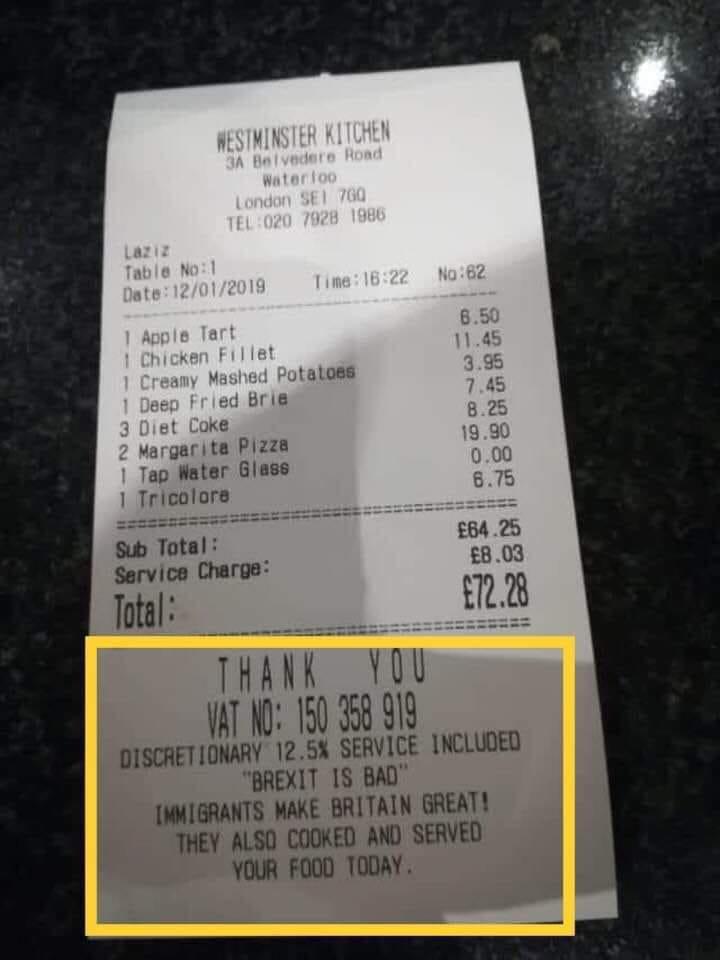 WESTMINSTER KITCHEN
3A Belvedere Road
Waterloo
London SE1 7GQ
TEL:020 7928 1986
Laziz
Table No:1
Date:12/01/2019 Time:16:22 No:62
1 Apple Tart 6.50
1 Chicken Fillet 11.45
1 Creamy Mashed Potatoes 3.95
1 Deep Fried Brie 7.45
3 Diet Coke 8.25
2 Margarita Pizza 19.90
1 Tap Water Glass 0.00
1 Tricolore 6.75
Sub Total: £64.25
Service Charge: £8.03
Total: £72.28
THANK YOU
VAT NO: 150 358 919
DISCRETIONARY 12.5% SERVICE INCLUDED
"BREXIT IS BAD"
IMMIGRANTS MAKE BRITAIN GREAT!
THEY ALSO COOKED AND SERVED
YOUR FOOD TODAY.